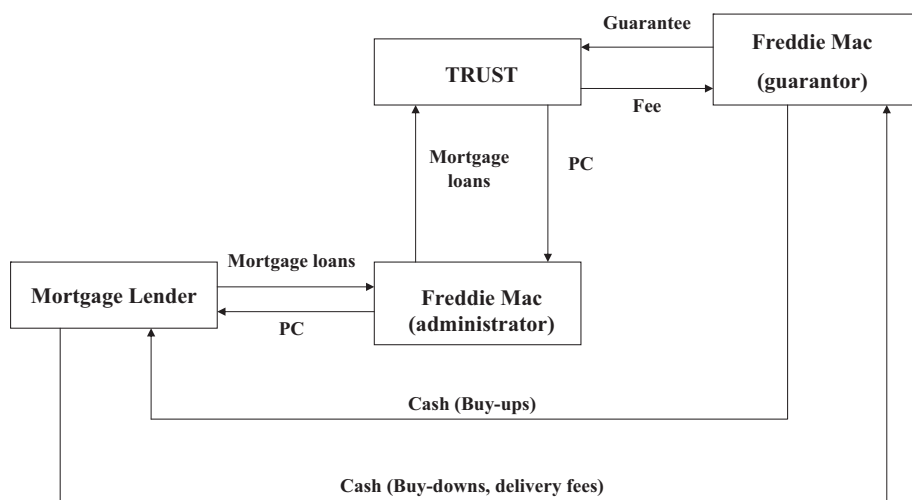 Guarantee
Freddie Mac
(guarantor)
TRUST
Fee
Mortgage
loans
PC
Mortgage loans
Mortgage Lender
Freddie Mac
(administrator)
PC
Cash (Buy-ups)
Cash (Buy-downs, delivery fees)